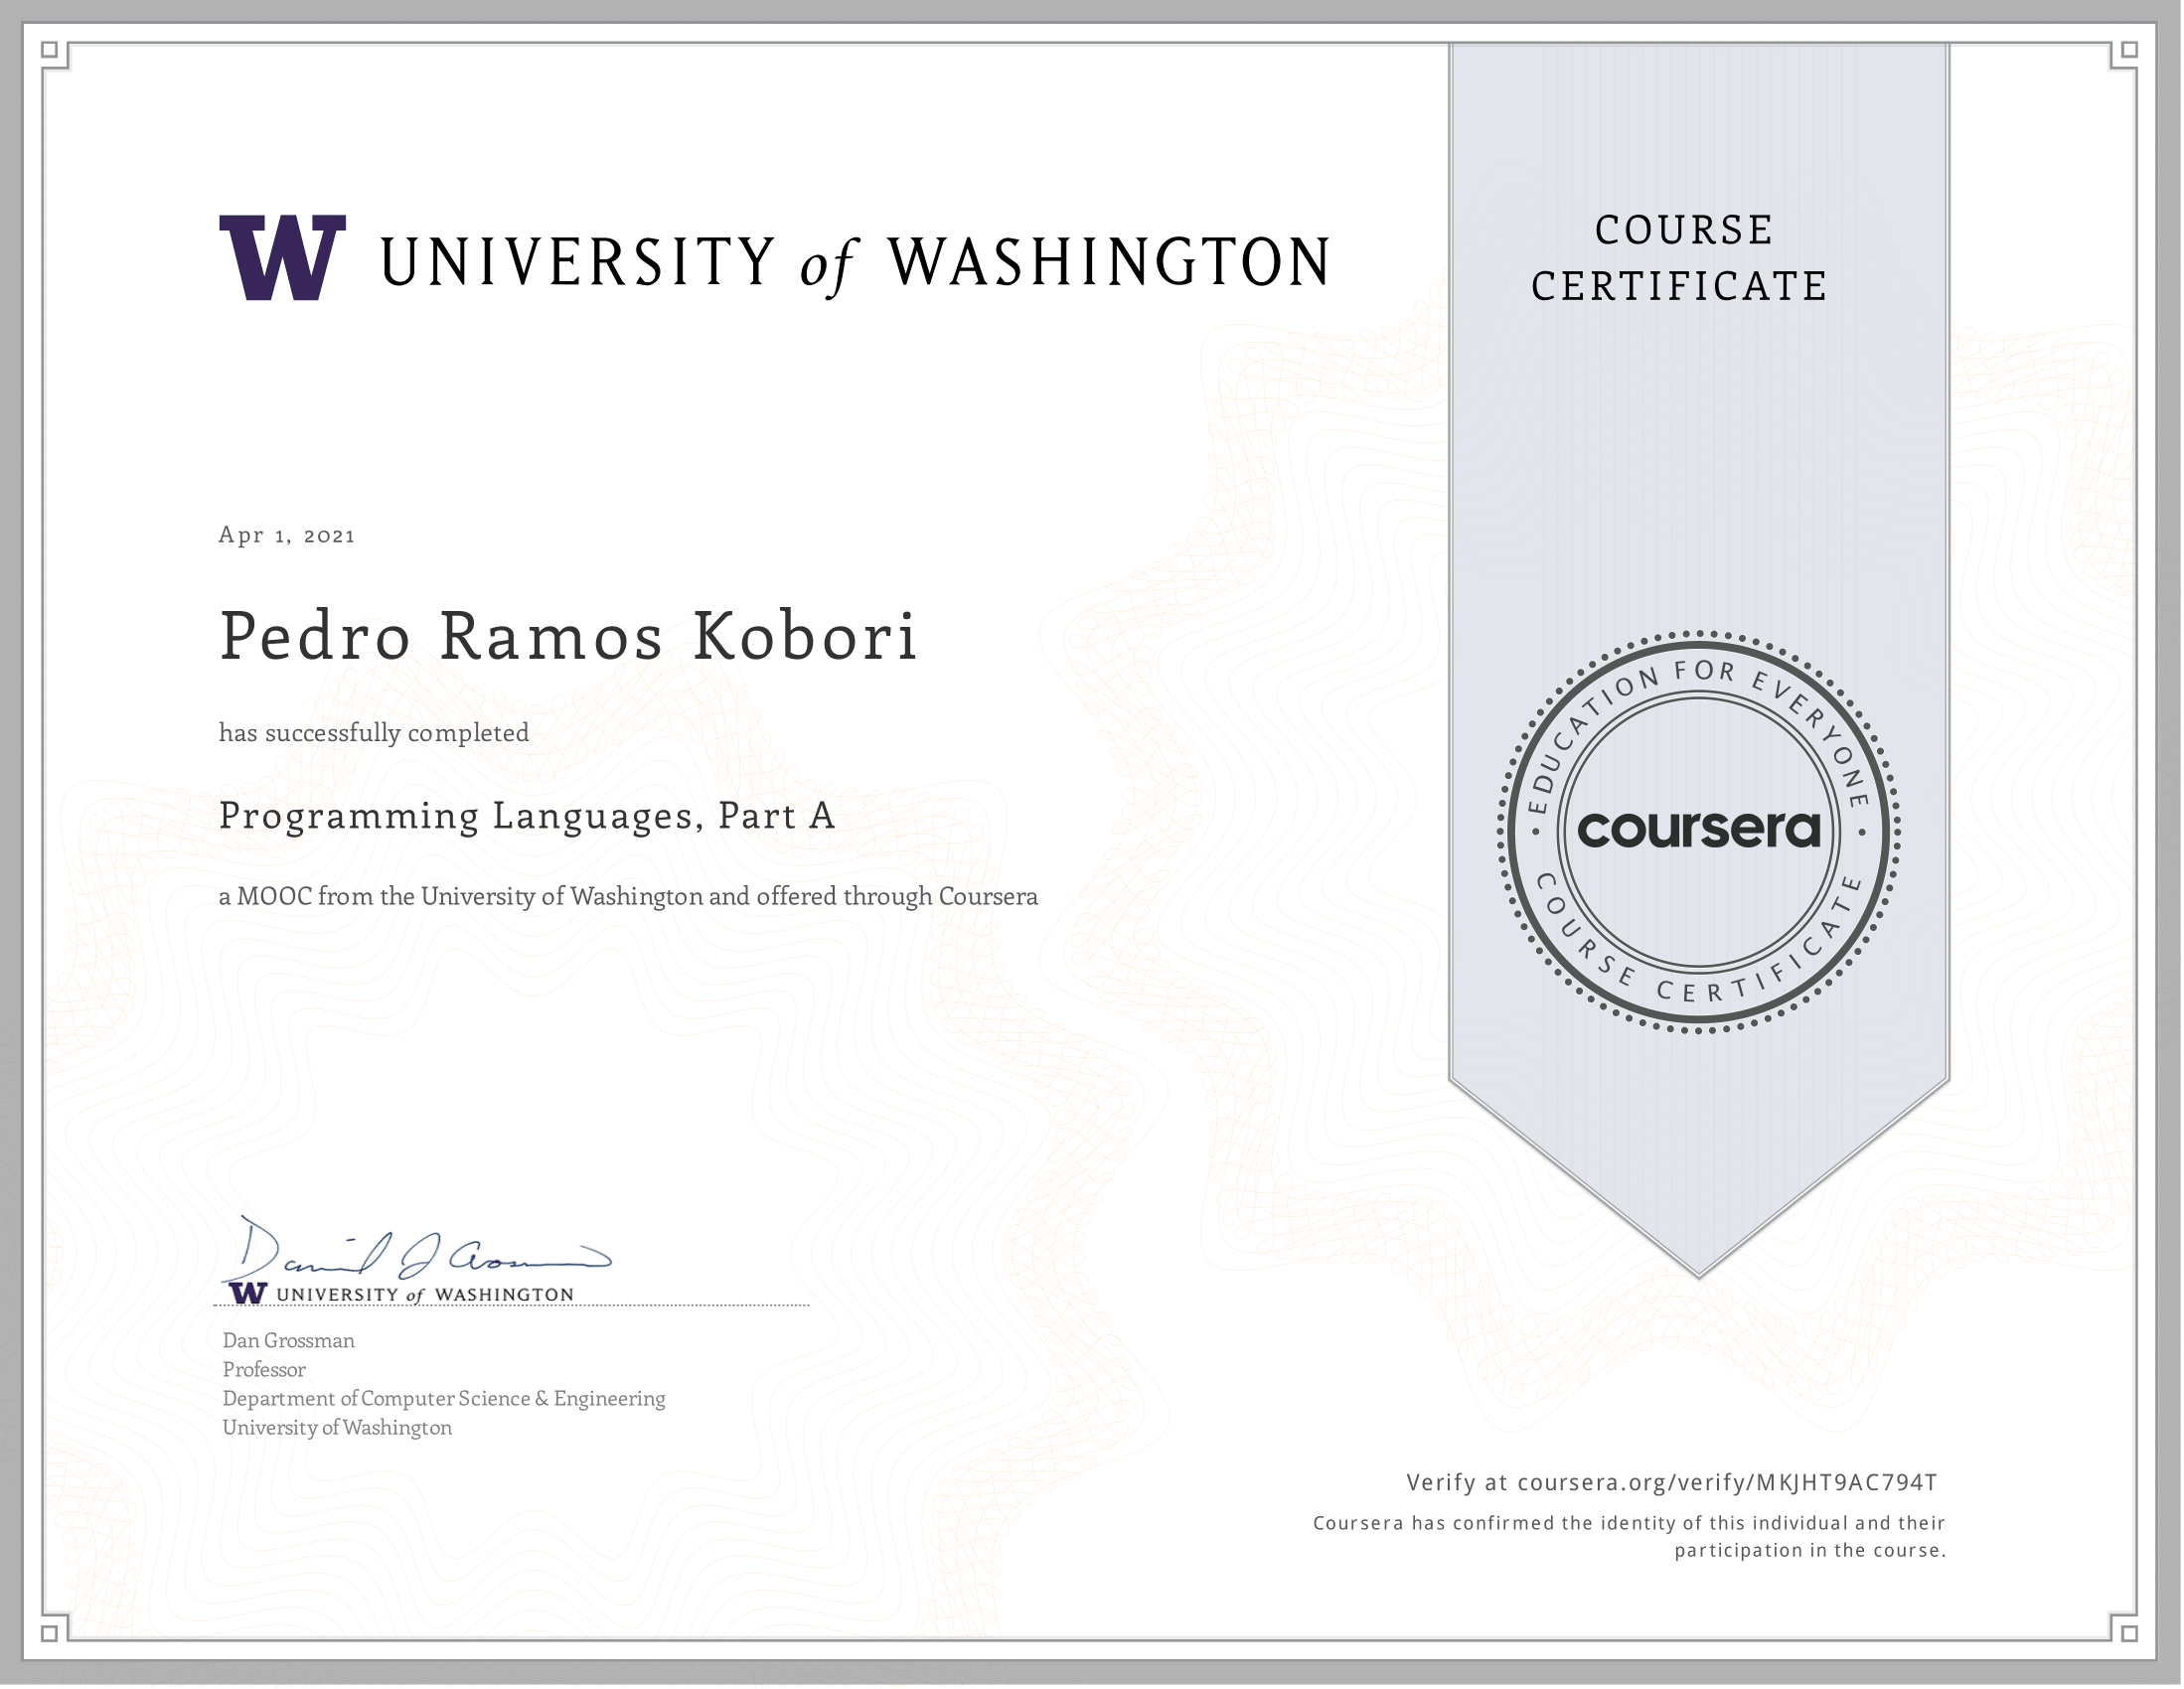 W UNIVERSITY of WASHINGTON
COURSE
CERTIFICATE
Apr 1, 2021
Pedro Ramos Kobori
has successfully completed
Programming Languages, Part A
a MOOC from the University of Washington and offered through Coursera
EDUCATION FOR EVERYONE
coursera
COURSE CERTIFICATE
Daniel J Grossman
W UNIVERSITY of WASHINGTON
Dan Grossman
Professor
Department of Computer Science & Engineering
University of Washington
Verify at coursera.org/verify/MKJHT9AC794T
Coursera has confirmed the identity of this individual and their
participation in the course.